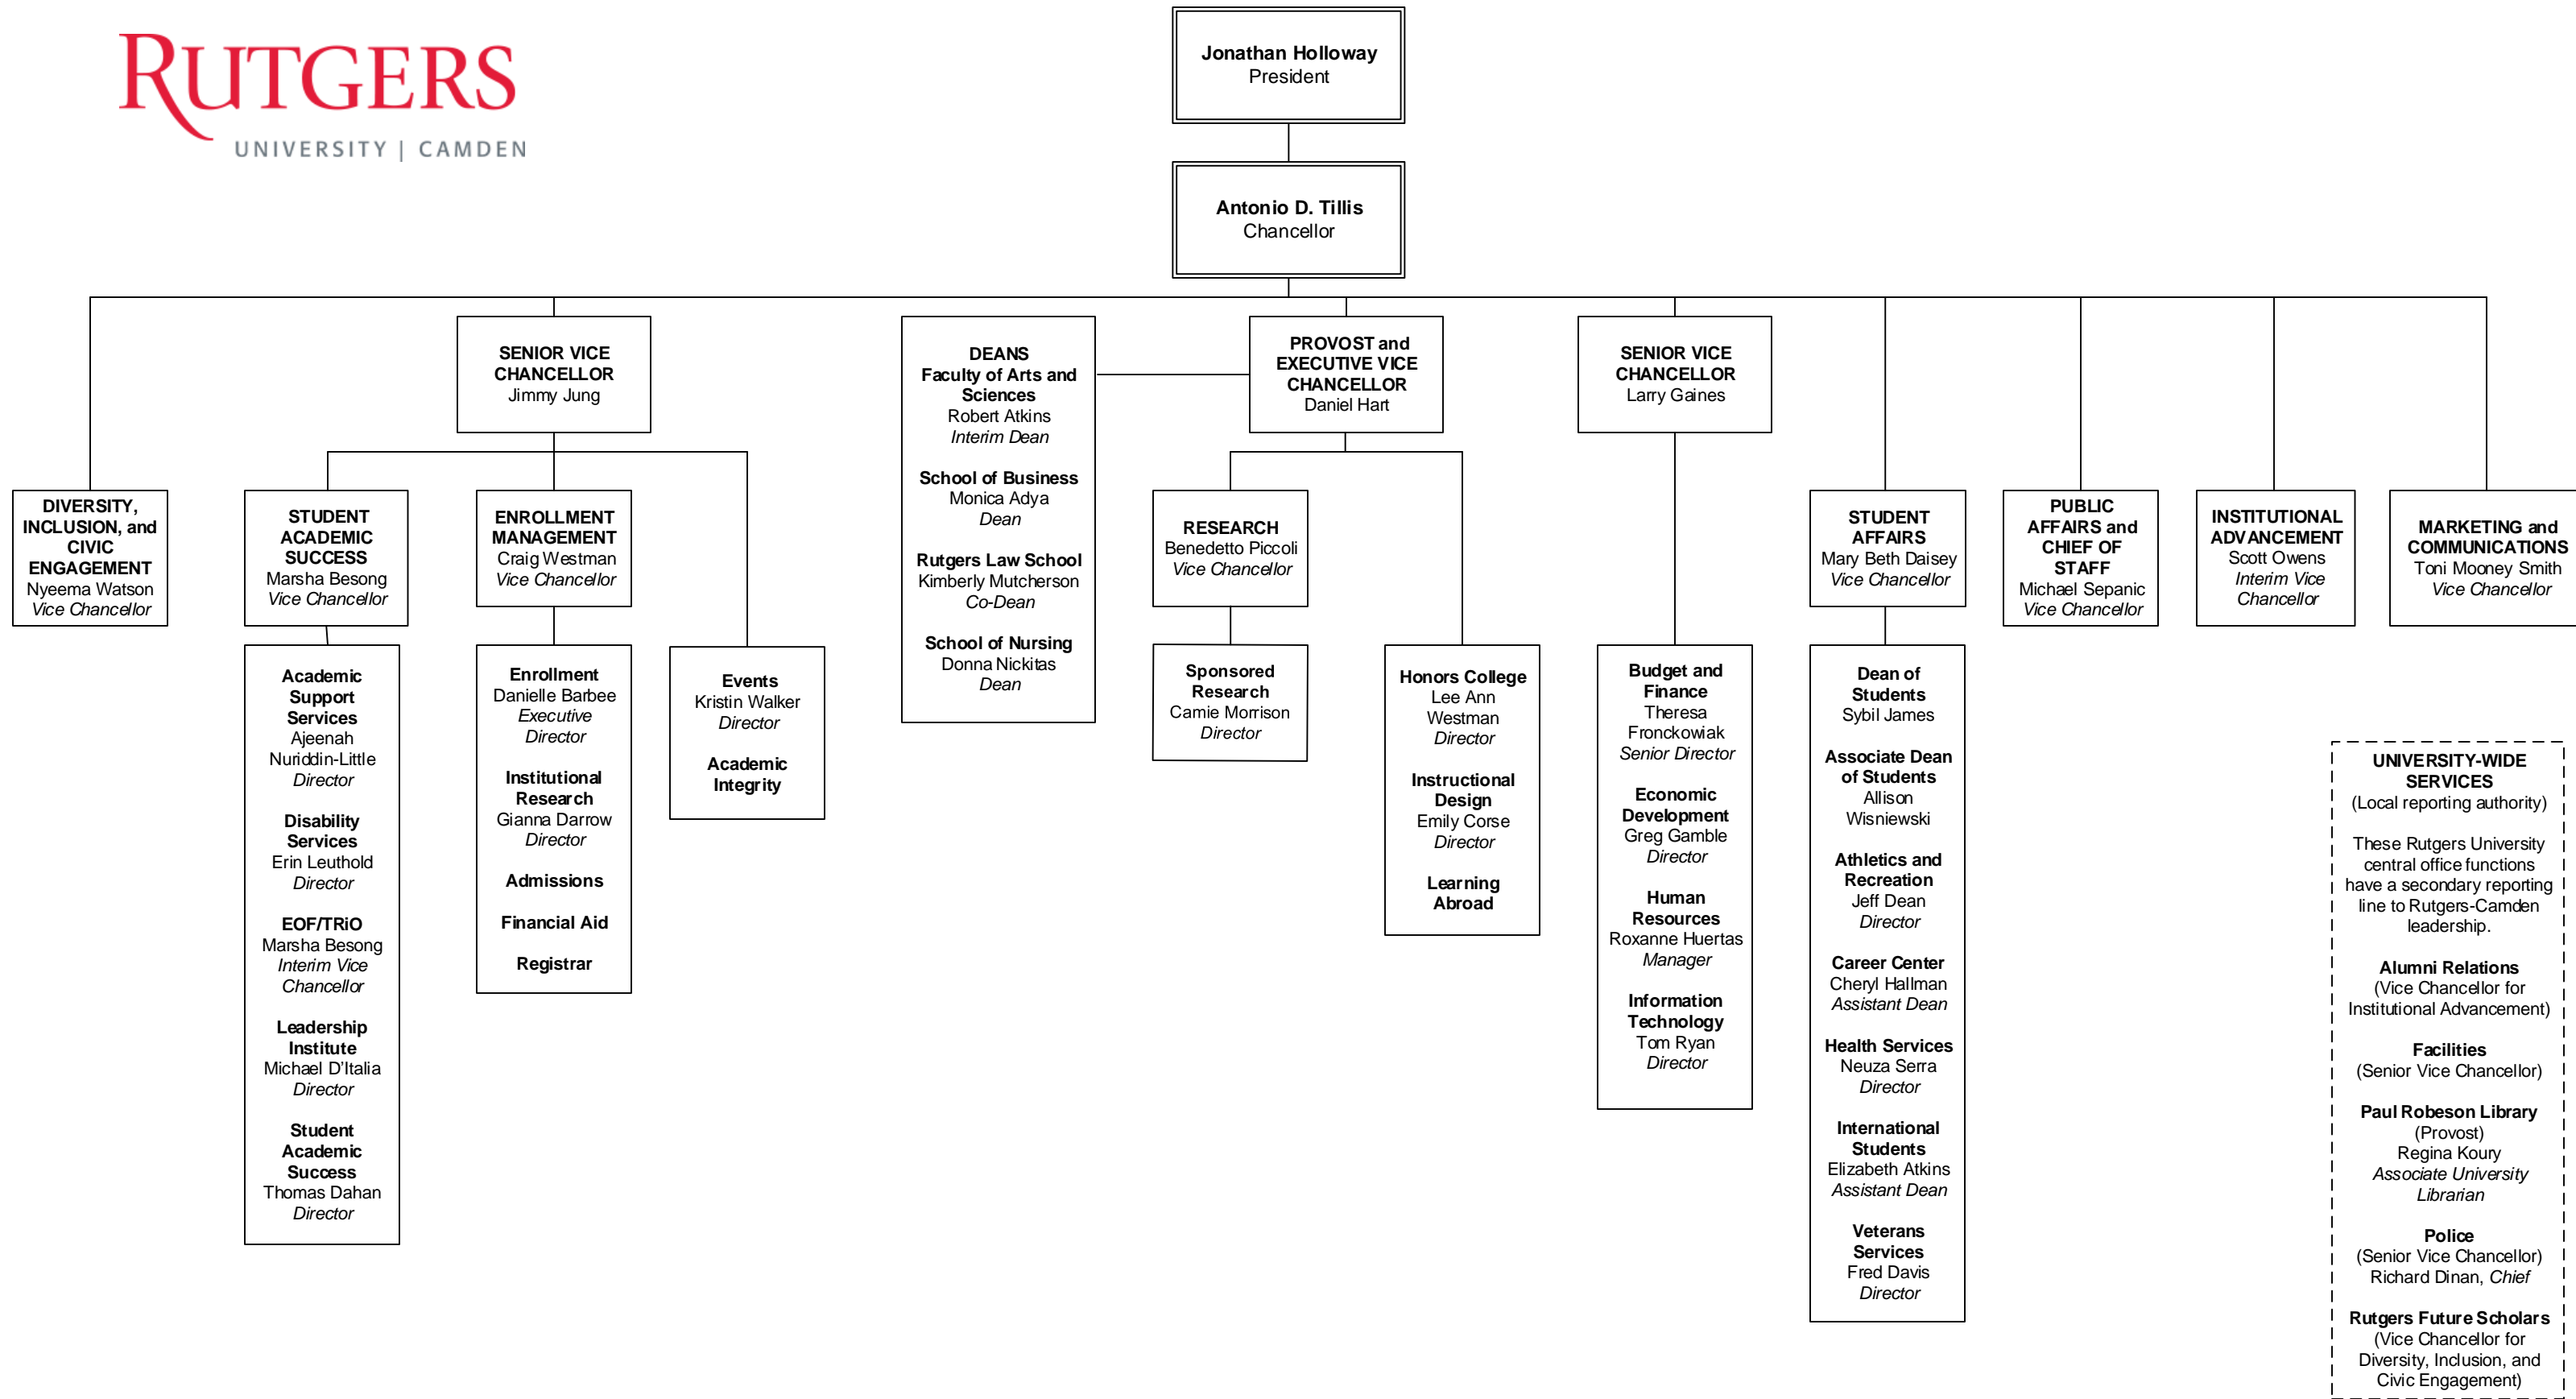 RUTGERS
UNIVERSITY | CAMDEN
Jonathan Holloway
President
Antonio D. Tillis
Chancellor
DIVERSITY,
INCLUSION, and
CIVIC
ENGAGEMENT
Nyeema Watson
Vice Chancellor
SENIOR VICE
CHANCELLOR
Jimmy Jung
STUDENT
ACADEMIC
SUCCESS
Marsha Besong
Vice Chancellor
Academic
Support
Services
Ajeenah
Nuriddin-Little
Director
Disability
Services
Erin Leuthold
Director
EOF/TRiO
Marsha Besong
Interim Vice
Chancellor
Leadership
Institute
Michael D'Italia
Director
Student
Academic
Success
Thomas Dahan
Director
ENROLLMENT
MANAGEMENT
Craig Westman
Vice Chancellor
Enrollment
Danielle Barbee
Executive
Director
Institutional
Research
Gianna Darrow
Director
Admissions
Financial Aid
Registrar
Events
Kristin Walker
Director
Academic
Integrity
DEANS
Faculty of Arts and
Sciences
Robert Atkins
Interim Dean
School of Business
Monica Adya
Dean
Rutgers Law School
Kimberly Mutcherson
Co-Dean
School of Nursing
Donna Nickitas
Dean
PROVOST and
EXECUTIVE VICE
CHANCELLOR
Daniel Hart
RESEARCH
Benedetto Piccoli
Vice Chancellor
Sponsored
Research
Camie Morrison
Director
Honors College
Lee Ann
Westman
Director
Instructional
Design
Emily Corse
Director
Learning
Abroad
SENIOR VICE
CHANCELLOR
Larry Gaines
Budget and
Finance
Theresa
Fronckowiak
Senior Director
Economic
Development
Greg Gamble
Director
Human
Resources
Roxanne Huertas
Manager
Information
Technology
Tom Ryan
Director
STUDENT
AFFAIRS
Mary Beth Daisey
Vice Chancellor
Dean of
Students
Sybil James
Associate Dean
of Students
Allison
Wisniewski
Athletics and
Recreation
Jeff Dean
Director
Career Center
Cheryl Hallman
Assistant Dean
Health Services
Neuza Serra
Director
International
Students
Elizabeth Atkins
Assistant Dean
Veterans
Services
Fred Davis
Director
PUBLIC
AFFAIRS and
CHIEF OF
STAFF
Michael Sepanic
Vice Chancellor
INSTITUTIONAL
ADVANCEMENT
Scott Owens
Interim Vice
Chancellor
MARKETING and
COMMUNICATIONS
Toni Mooney Smith
Vice Chancellor
UNIVERSITY-WIDE
SERVICES
(Local reporting authority)
These Rutgers University
central office functions
have a secondary reporting
line to Rutgers-Camden
leadership.
Alumni Relations
(Vice Chancellor for
Institutional Advancement)
Facilities
(Senior Vice Chancellor)
Paul Robeson Library
(Provost)
Regina Koury
Associate University
Librarian
Police
(Senior Vice Chancellor)
Richard Dinan, Chief
Rutgers Future Scholars
(Vice Chancellor for
Diversity, Inclusion, and
Civic Engagement)